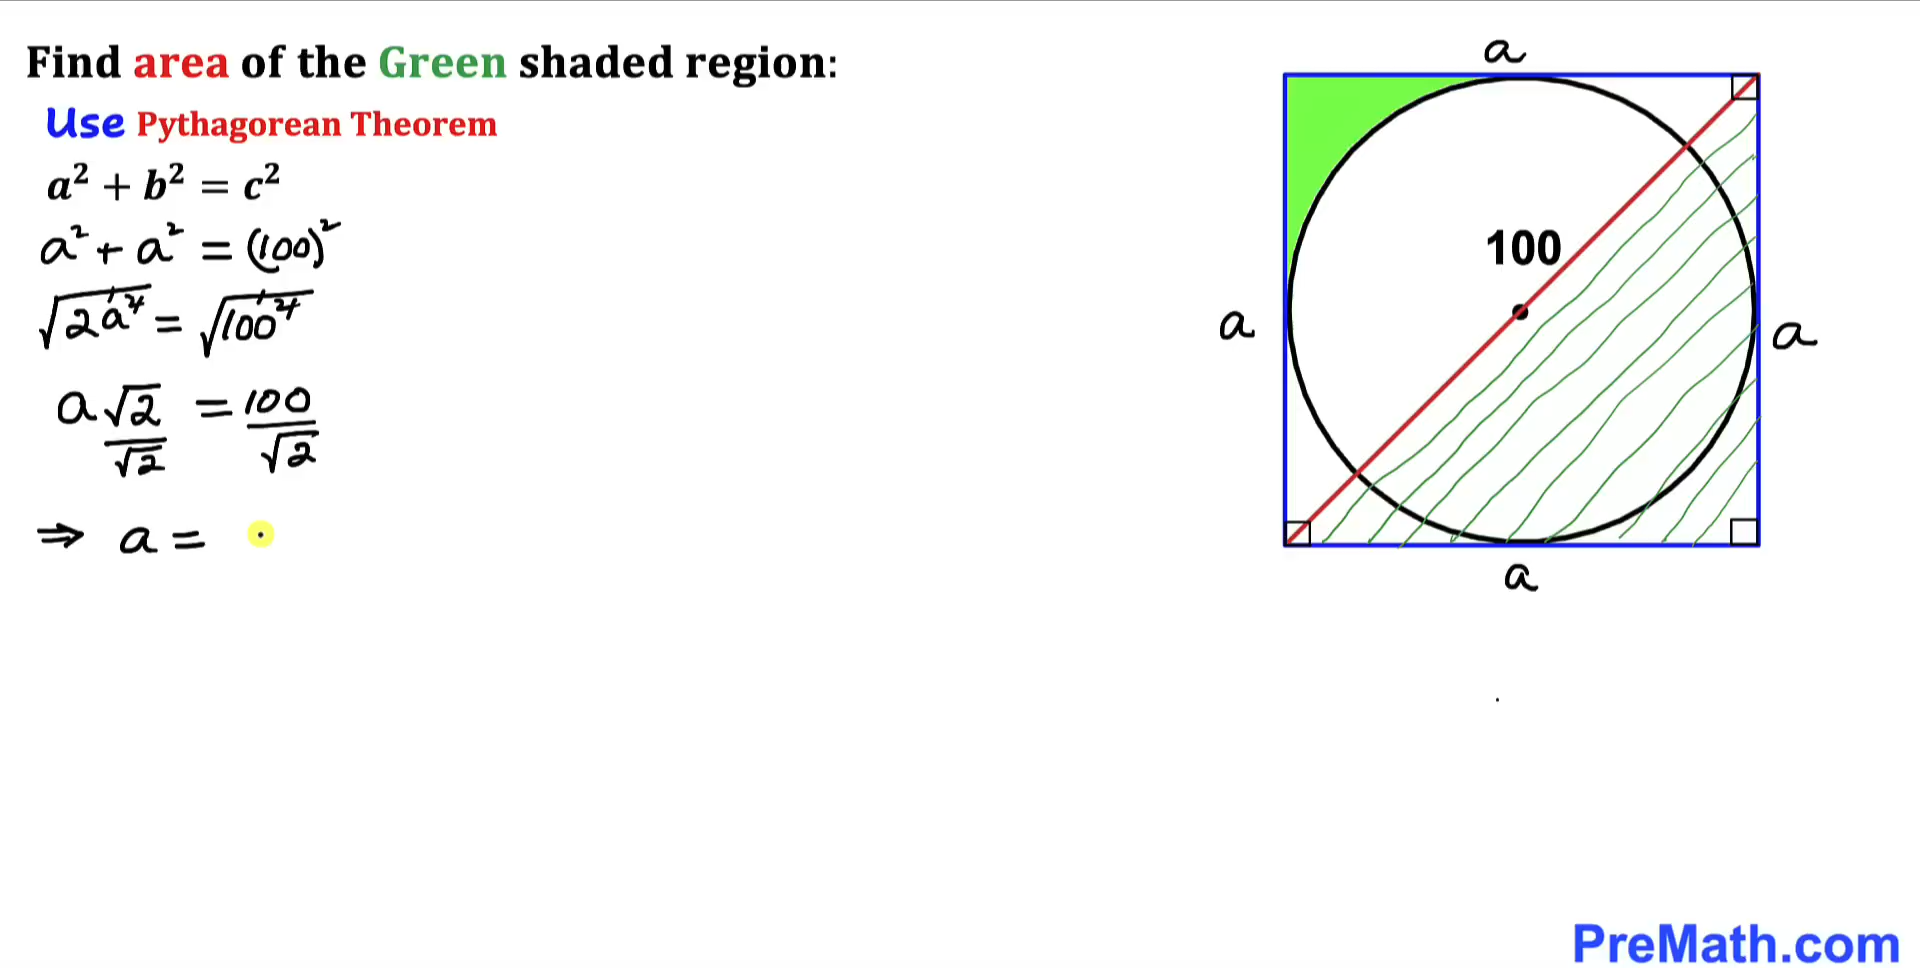 Find area of the Green shaded region:
Use Pythagorean Theorem
a² + b² = c²
a² + a² = (100)²
√2a² = √100²
a√2/√2 = 100/√2
⇒ a =
a
100
a
a
a
PreMath.com